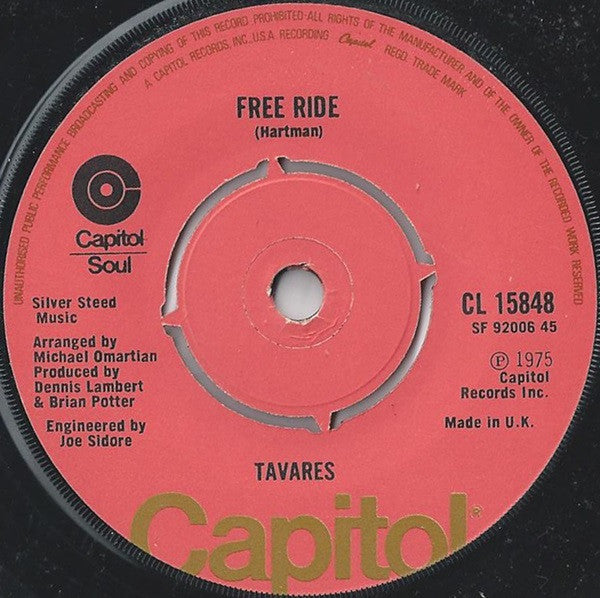 UNAUTHORISED PUBLIC PERFORMANCE BROADCASTING AND COPYING OF THIS RECORD PROHIBITED·ALL RIGHTS OF THE MANUFACTURER AND OF THE OWNER OF THE RECORDED WORK RESERVED
A CAPITOL RECORDS, INC., U.S.A RECORDING Capitol REGD. TRADE MARK
FREE RIDE
(Hartman)
Capitol
Soul
Silver Steed
Music
Arranged by
Michael Omartian
Produced by
Dennis Lambert
& Brian Potter
Engineered by
Joe Sidore
CL 15848
SF 92006 45
Ⓟ 1975
Capitol
Records Inc.
Made in U.K.
TAVARES
Capitol®